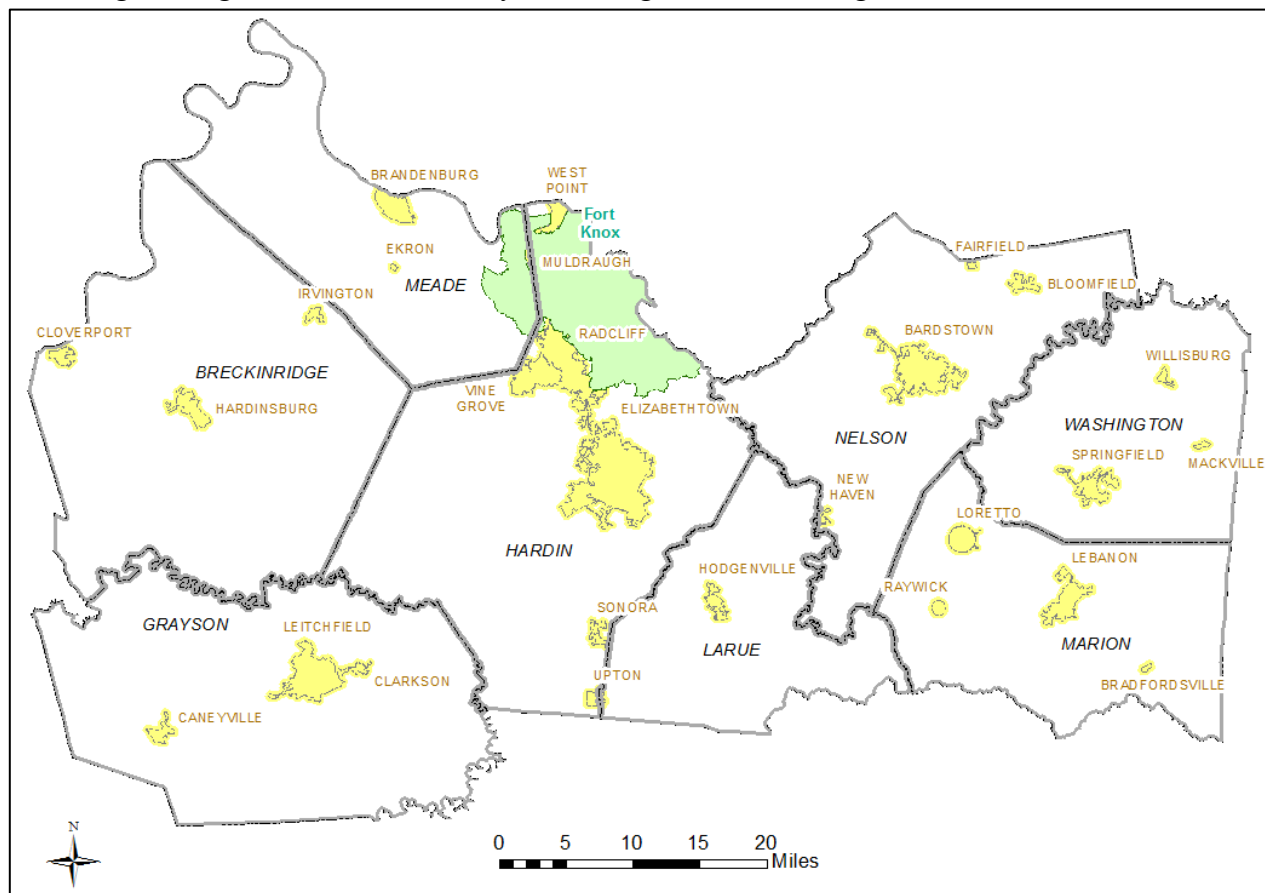 BRANDENBURG
WEST
POINT
Fort
Knox
EKRON
MULDRAUGH
FAIRFIELD
MEADE
BLOOMFIELD
IRVINGTON
CLOVERPORT
RADCLIFF
BARDSTOWN
WILLISBURG
BRECKINRIDGE
VINE
GROVE
HARDINSBURG
ELIZABETHTOWN
NELSON
WASHINGTON
SPRINGFIELD
MACKVILLE
NEW
HAVEN
LORETTO
HARDIN
LEBANON
HODGENVILLE
RAYWICK
SONORA
GRAYSON
LEITCHFIELD
LARUE
MARION
UPTON
CLARKSON
BRADFORDSVILLE
CANEYVILLE
N
0 5 10 15 20
Miles